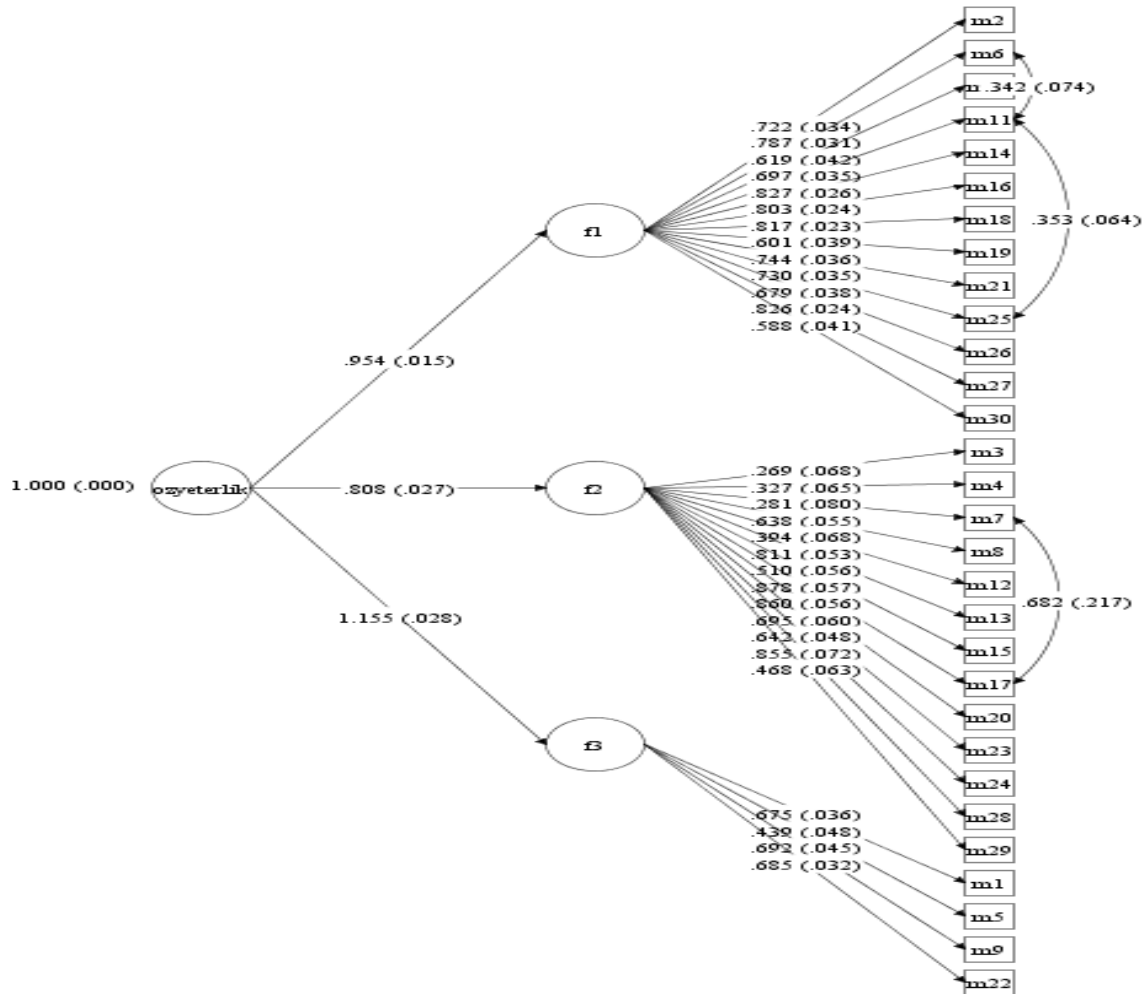 m2
m6
.342 (.074)
m11
m14
m16
m18
m19
m21
m25
m26
m27
m30
.353 (.064)
.722 (.034)
.787 (.031)
.619 (.042)
.697 (.035)
.827 (.026)
.803 (.024)
.817 (.023)
.601 (.039)
.744 (.036)
.730 (.035)
.679 (.038)
.826 (.024)
.588 (.041)
f1
.954 (.015)
1.000 (.000)
ozyeterlik
.808 (.027)
f2
1.155 (.028)
f3
.269 (.068)
.327 (.065)
.281 (.080)
.638 (.055)
.394 (.068)
.811 (.053)
.510 (.056)
.878 (.057)
.860 (.056)
.695 (.060)
.642 (.048)
.855 (.072)
.468 (.063)
m3
m4
m7
m8
m12
m13
m15
m17
m20
m23
m24
m28
m29
.682 (.217)
.675 (.036)
.439 (.048)
.692 (.045)
.685 (.032)
m1
m5
m9
m22